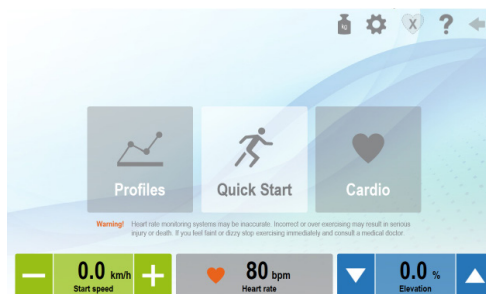 kg
X
?
Profiles
Quick Start
Cardio
Warning! Heart rate monitoring systems may be inaccurate. Incorrect or over exercising may result in serious
injury or death. If you feel faint or dizzy stop exercising immediately and consult a medical doctor.
0.0 km/h
Start speed
80 bpm
Heart rate
0.0 %
Elevation